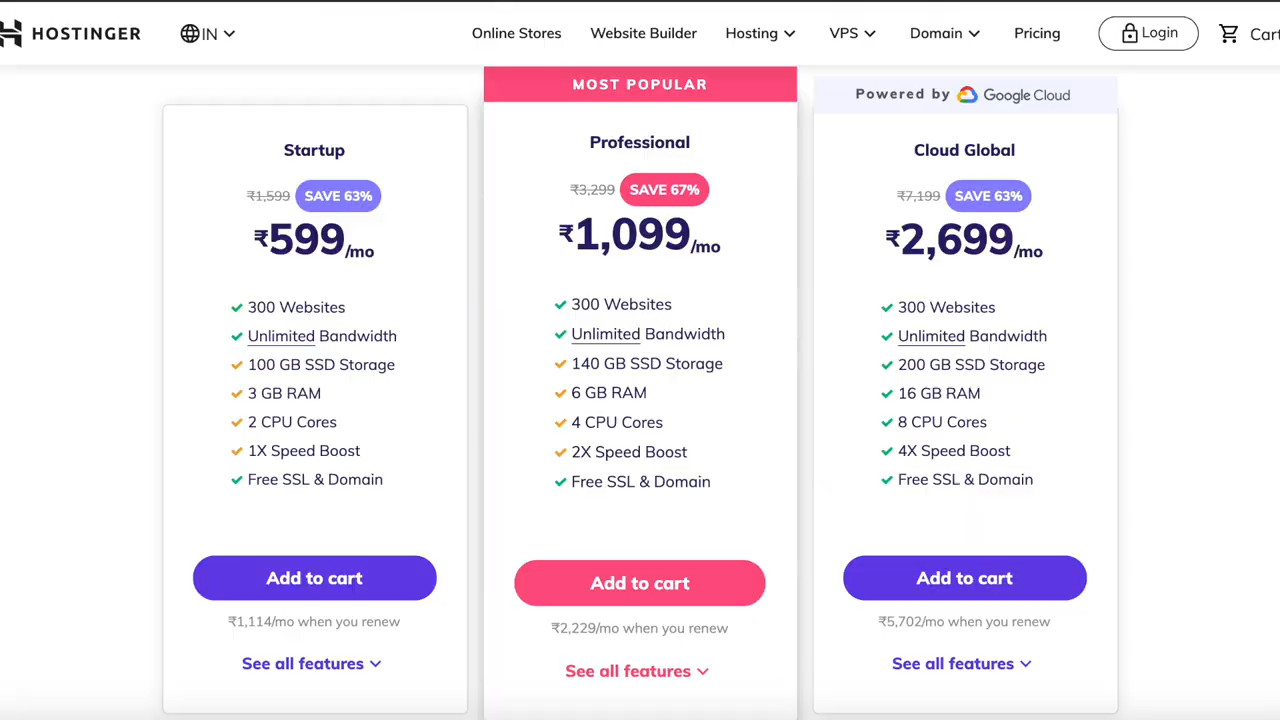 HOSTINGER
IN
Online Stores
Website Builder
Hosting
VPS
Domain
Pricing
Login
Cart
Startup
₹1,599 SAVE 63%
₹599/mo
300 Websites
Unlimited Bandwidth
100 GB SSD Storage
3 GB RAM
2 CPU Cores
1X Speed Boost
Free SSL & Domain
Add to cart
₹1,114/mo when you renew
See all features
MOST POPULAR
Professional
₹3,299 SAVE 67%
₹1,099/mo
300 Websites
Unlimited Bandwidth
140 GB SSD Storage
6 GB RAM
4 CPU Cores
2X Speed Boost
Free SSL & Domain
Add to cart
₹2,229/mo when you renew
See all features
Powered by Google Cloud
Cloud Global
₹7,199 SAVE 63%
₹2,699/mo
300 Websites
Unlimited Bandwidth
200 GB SSD Storage
16 GB RAM
8 CPU Cores
4X Speed Boost
Free SSL & Domain
Add to cart
₹5,702/mo when you renew
See all features